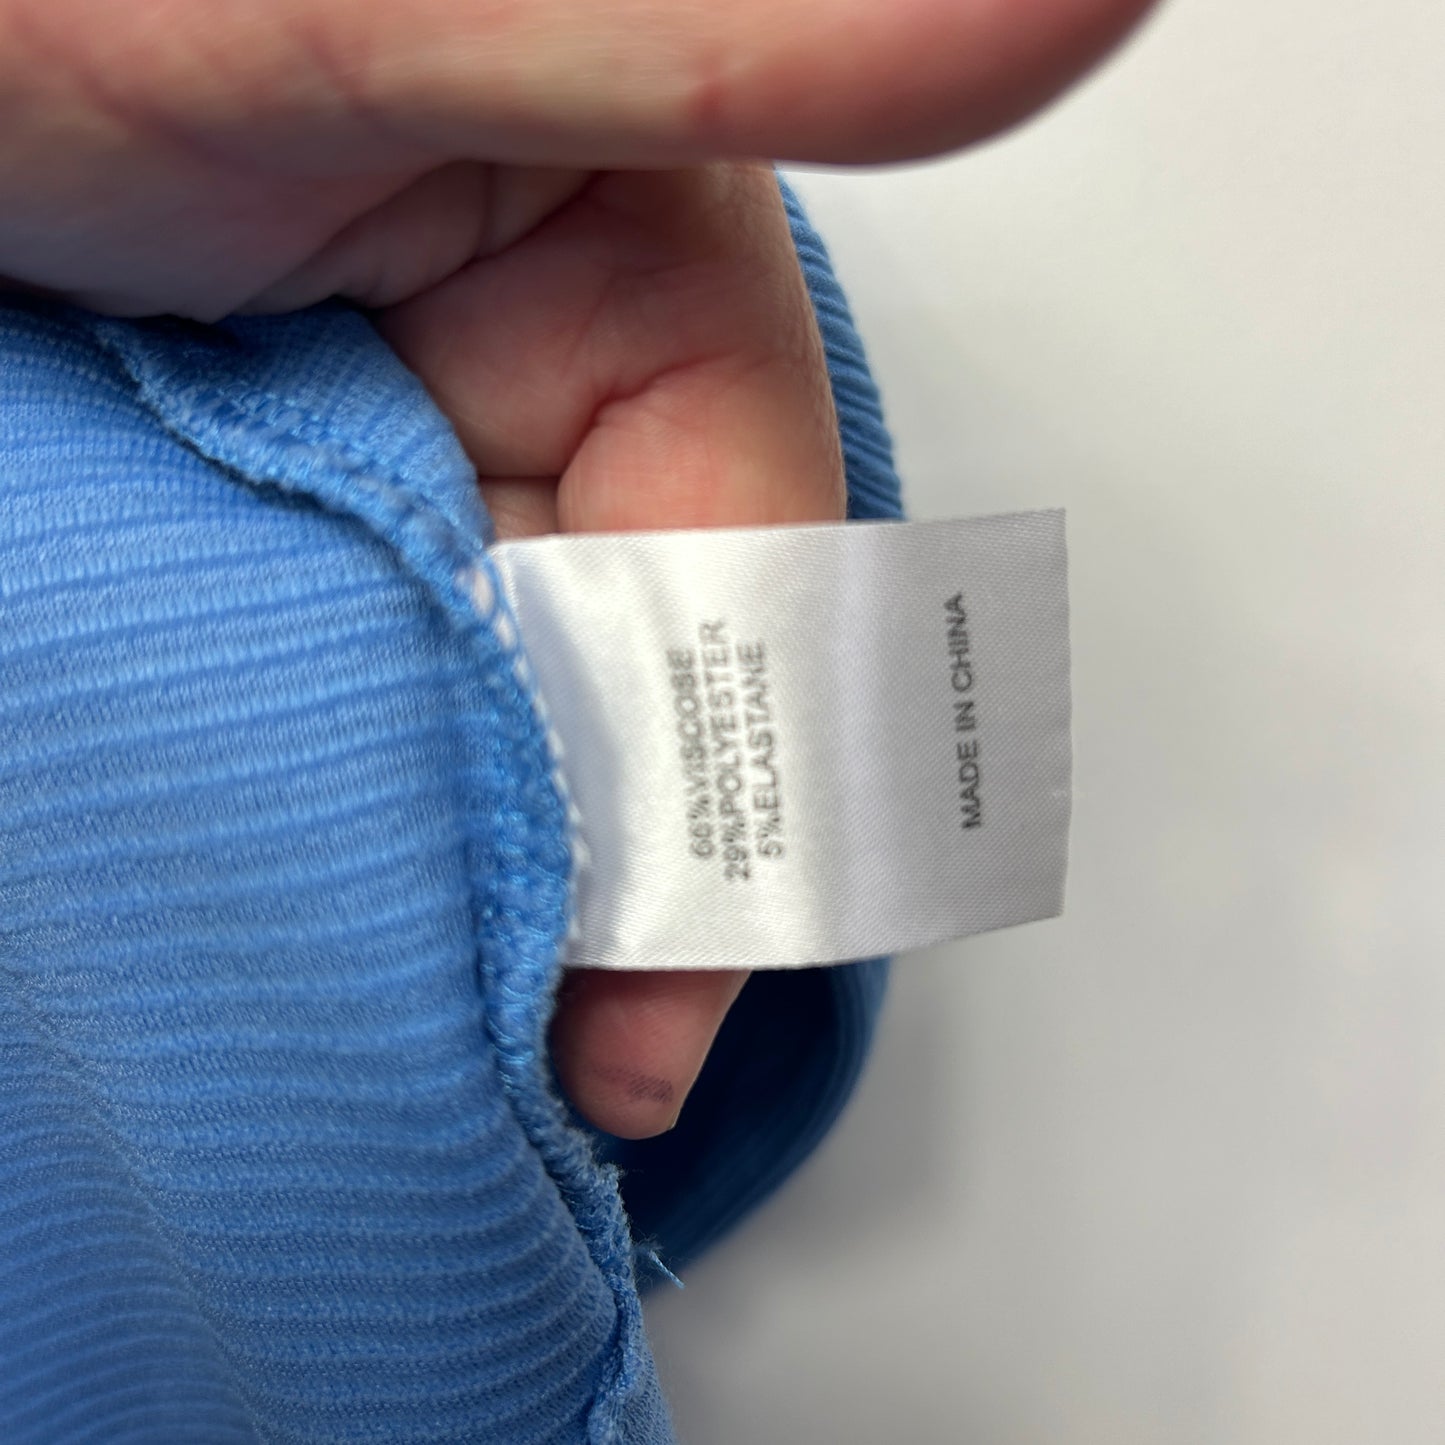 66%VISCOSE
29%POLYESTER
5%ELASTANE
MADE IN CHINA